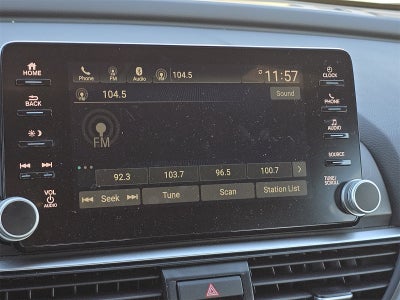 HOME
BACK
VOL
AUDIO
Phone FM Audio 104.5 11:57
104.5 Sound
FM
92.3 103.7 96.5 100.7
Seek Tune Scan Station List
CLOCK
PHONE
AUDIO
SOURCE
TUNE/
SCROLL